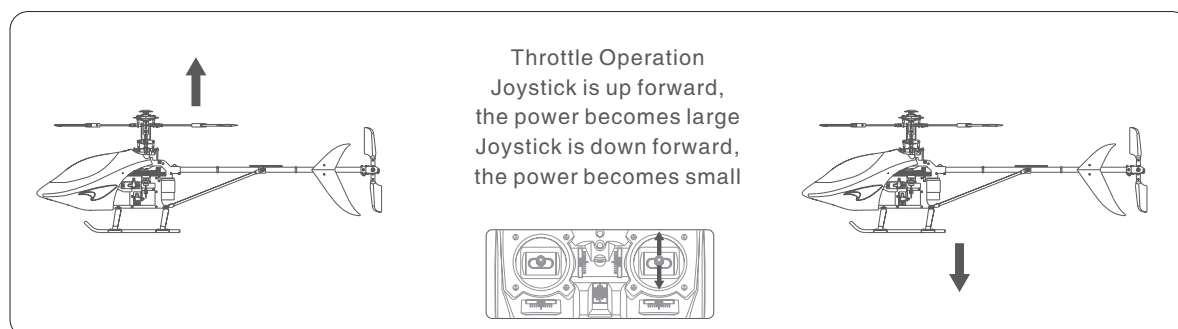 Throttle Operation
Joystick is up forward,
the power becomes large
Joystick is down forward,
the power becomes small